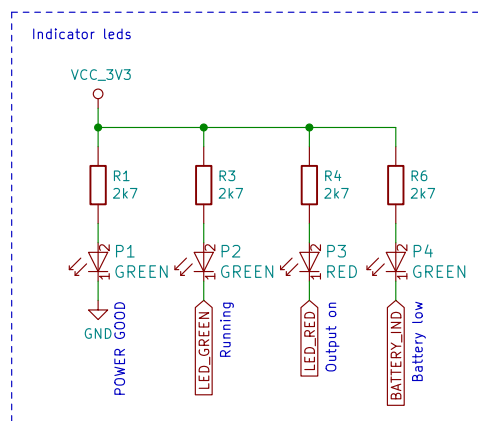 Indicator leds
VCC_3V3
R1
2k7
R3
2k7
R4
2k7
R6
2k7
2
P1
GREEN
1
2
P2
GREEN
1
2
P3
RED
1
2
P4
GREEN
1
GND
POWER GOOD
LED_GREEN
Running
LED_RED
Output on
BATTERY_IND
Battery low